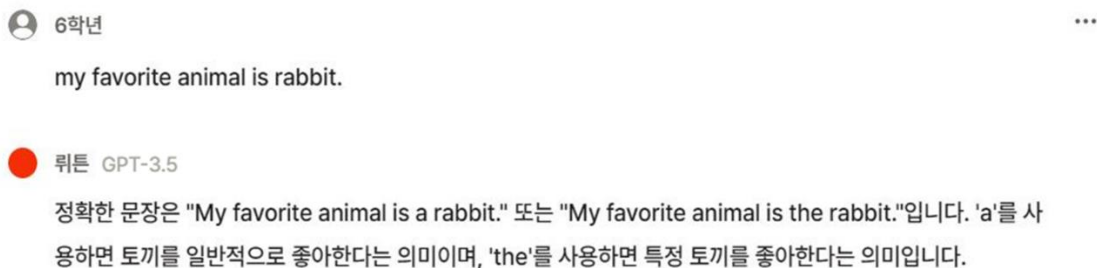 6학년
my favorite animal is rabbit.
뤼튼 GPT-3.5
정확한 문장은 "My favorite animal is a rabbit." 또는 "My favorite animal is the rabbit."입니다. 'a'를 사
용하면 토끼를 일반적으로 좋아한다는 의미이며, 'the'를 사용하면 특정 토끼를 좋아한다는 의미입니다.